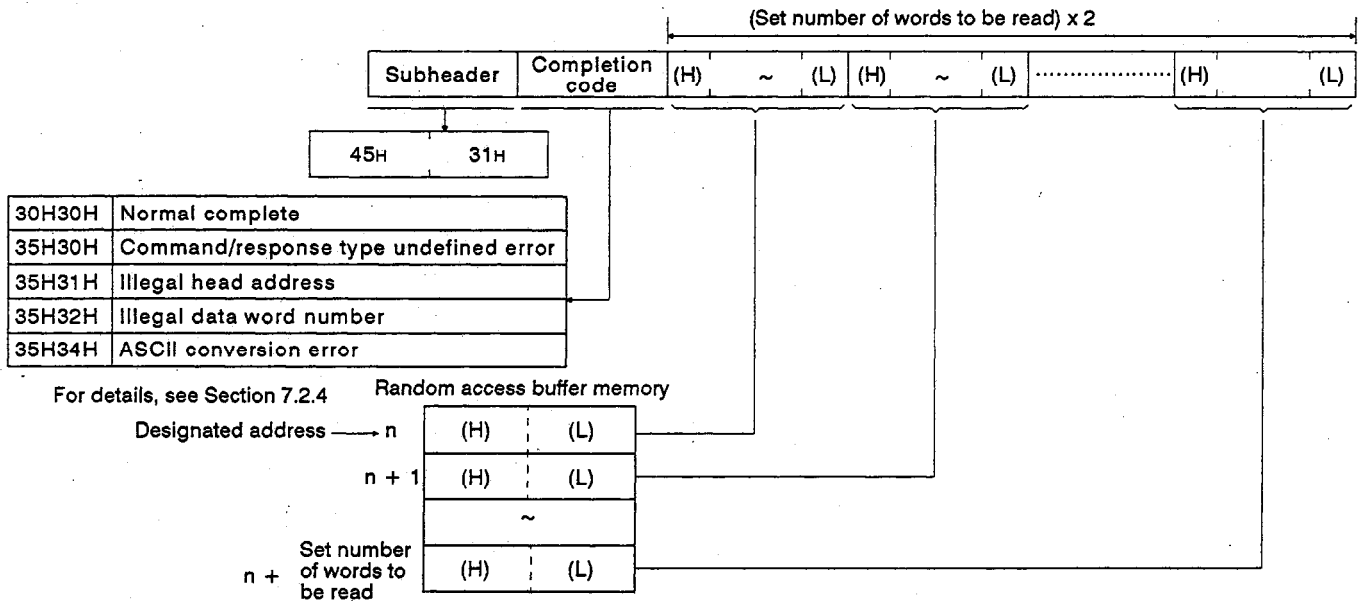 (Set number of words to be read) x 2
Subheader
Completion
code
(H) ~ (L) (H) ~ (L) (H) (L)
45H 31H
30H30H Normal complete
35H30H Command/response type undefined error
35H31H Illegal head address
35H32H Illegal data word number
35H34H ASCII conversion error
For details, see Section 7.2.4
Random access buffer memory
Designated address n (H) (L)
n + 1 (H) (L)
~
n + Set number
of words to
be read
(H) (L)